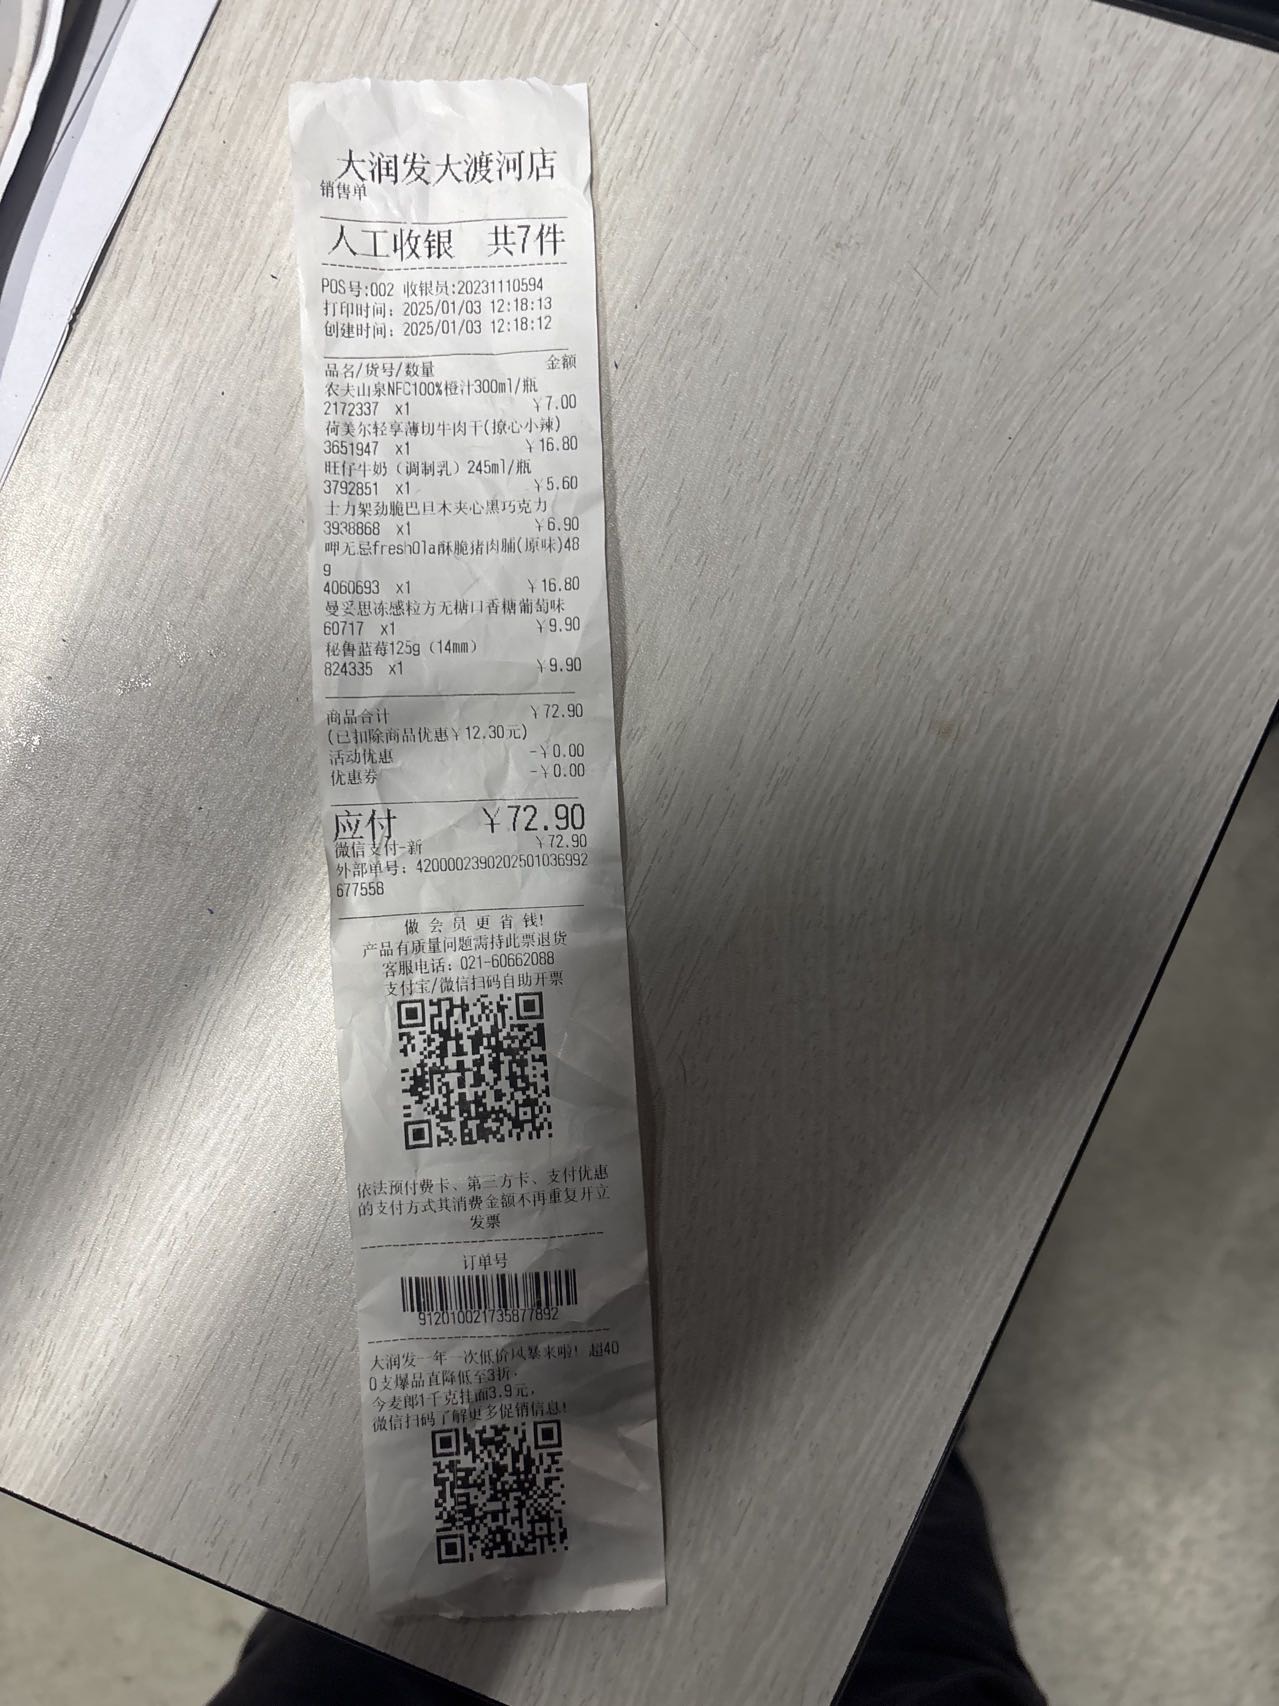 大润发大渡河店
销售单
人工收银 共7件
POS号:002 收银员:20231110594
打印时间: 2025/01/03 12:18:13
创建时间: 2025/01/03 12:18:12
品名/货号/数量 金额
农夫山泉NFC100%橙汁300ml/瓶
2172337 x1 ¥7.00
荷美尔轻享薄切牛肉干(撩心小辣)
3651947 x1 ¥16.80
旺仔牛奶（调制乳）245ml/瓶
3792851 x1 ¥5.60
士力架劲脆巴旦木夹心黑巧克力
3938868 x1 ¥6.90
呷无忌freshOla酥脆猪肉脯(原味)48
g
4060693 x1 ¥16.80
曼妥思冻感粒方无糖口香糖葡萄味
60717 x1 ¥9.90
秘鲁蓝莓125g（14mm）
824335 x1 ¥9.90
商品合计 ¥72.90
(已扣除商品优惠¥12.30元)
活动优惠 -¥0.00
优惠券 -¥0.00
应付 ¥72.90
微信支付-新 ¥72.90
外部单号: 4200002390202501036992
677558
做会员更省钱!
产品有质量问题需持此票退货
客服电话: 021-60662088
支付宝/微信扫码自助开票
依法预付费卡、第三方卡、支付优惠
的支付方式其消费金额不再重复开立
发票
订单号
912010021735877892
大润发一年一次低价风暴来啦! 超40
0支爆品直降低至3折,
今麦郎1千克挂面3.9元,
微信扫码了解更多促销信息!